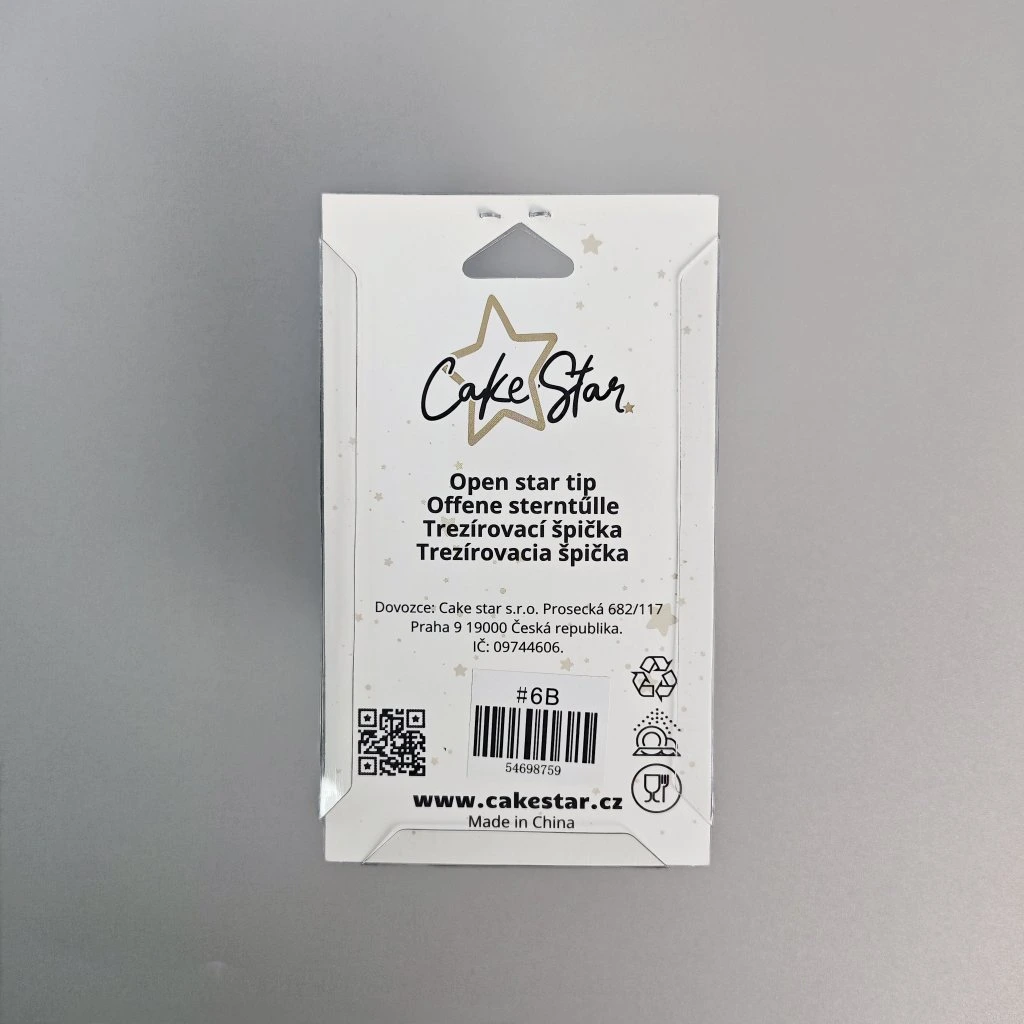 Cake Star
Open star tip
Offene sterntűlle
Trezírovací špička
Trezírovacia špička
Dovozce: Cake star s.r.o. Prosecká 682/117
Praha 9 19000 Česká republika.
IČ: 09744606.
#6B
54698759
www.cakestar.cz
Made in China